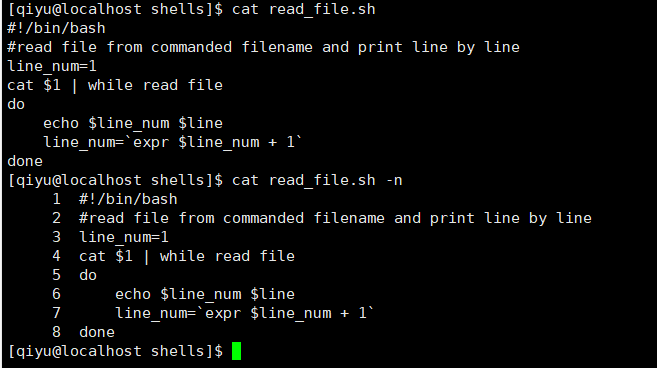 [qiyu@localhost shells]$ cat read_file.sh
#!/bin/bash
#read file from commanded filename and print line by line
line_num=1
cat $1 | while read file
do
    echo $line_num $line
    line_num=`expr $line_num + 1`
done
[qiyu@localhost shells]$ cat read_file.sh -n
     1  #!/bin/bash
     2  #read file from commanded filename and print line by line
     3  line_num=1
     4  cat $1 | while read file
     5  do
     6      echo $line_num $line
     7      line_num=`expr $line_num + 1`
     8  done
[qiyu@localhost shells]$